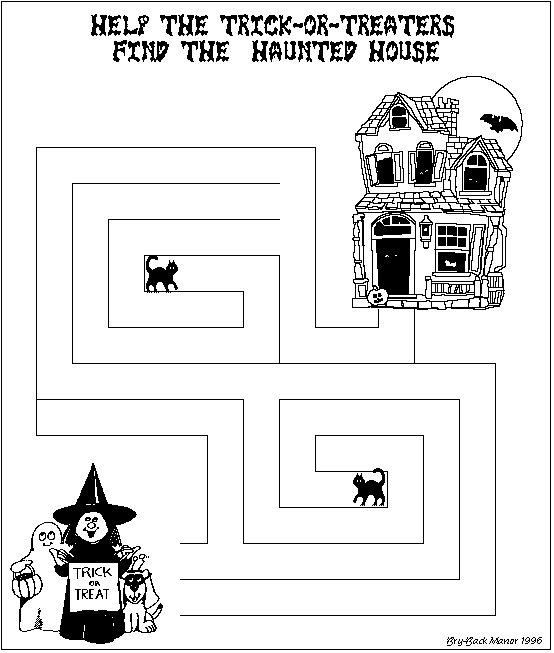 HELP THE TRICK-OR-TREATERS
FIND THE HAUNTED HOUSE
TRICK
OR
TREAT
Bry-Back Manor 1996